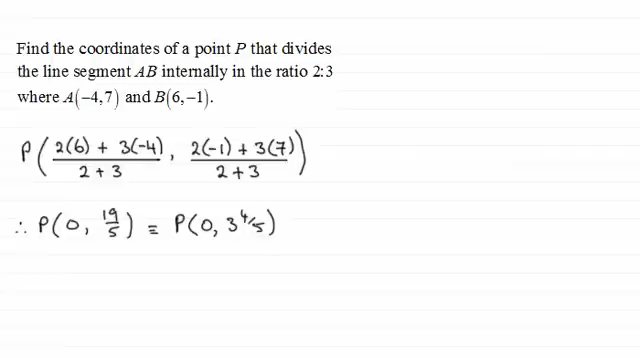 Find the coordinates of a point P that divides
the line segment AB internally in the ratio 2:3
where A(−4,7) and B(6,−1).
P( (2(6) + 3(-4))/(2 + 3) , (2(-1) + 3(7))/(2 + 3) )
∴ P(0, 19/5) ≡ P(0, 3 4/5)